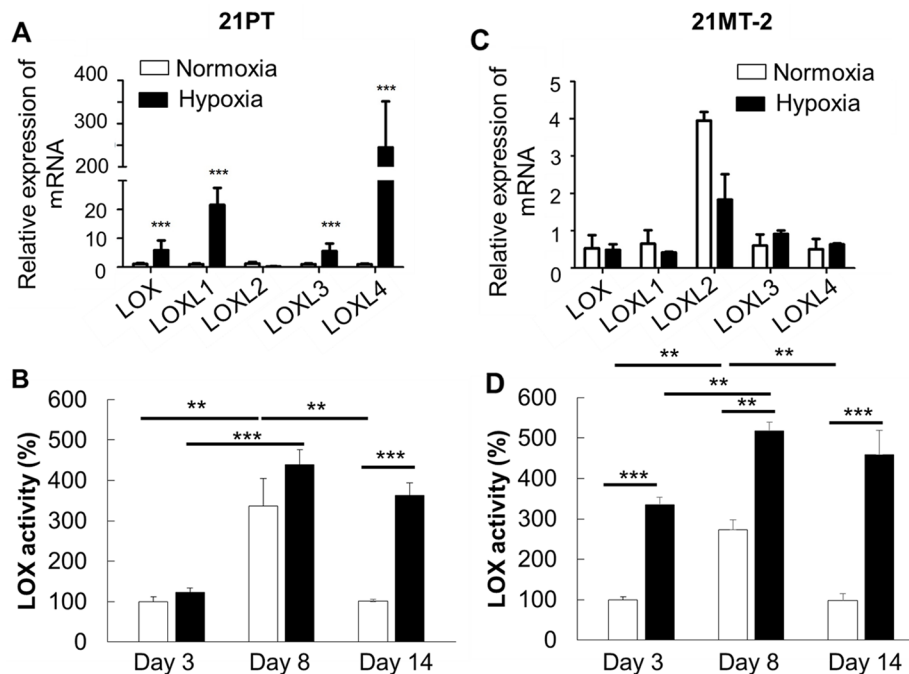 21PT
A
Relative expression of
mRNA
400
300
200
20
10
0
Normoxia
Hypoxia
***
***
***
***
LOX
LOXL1
LOXL2
LOXL3
LOXL4
21MT-2
C
Relative expression of
mRNA
5
4
3
2
1
0
Normoxia
Hypoxia
LOX
LOXL1
LOXL2
LOXL3
LOXL4
B
LOX activity (%)
600
500
400
300
200
100
0
**
**
***
***
Day 3
Day 8
Day 14
D
LOX activity (%)
600
500
400
300
200
100
0
**
**
**
**
***
***
Day 3
Day 8
Day 14